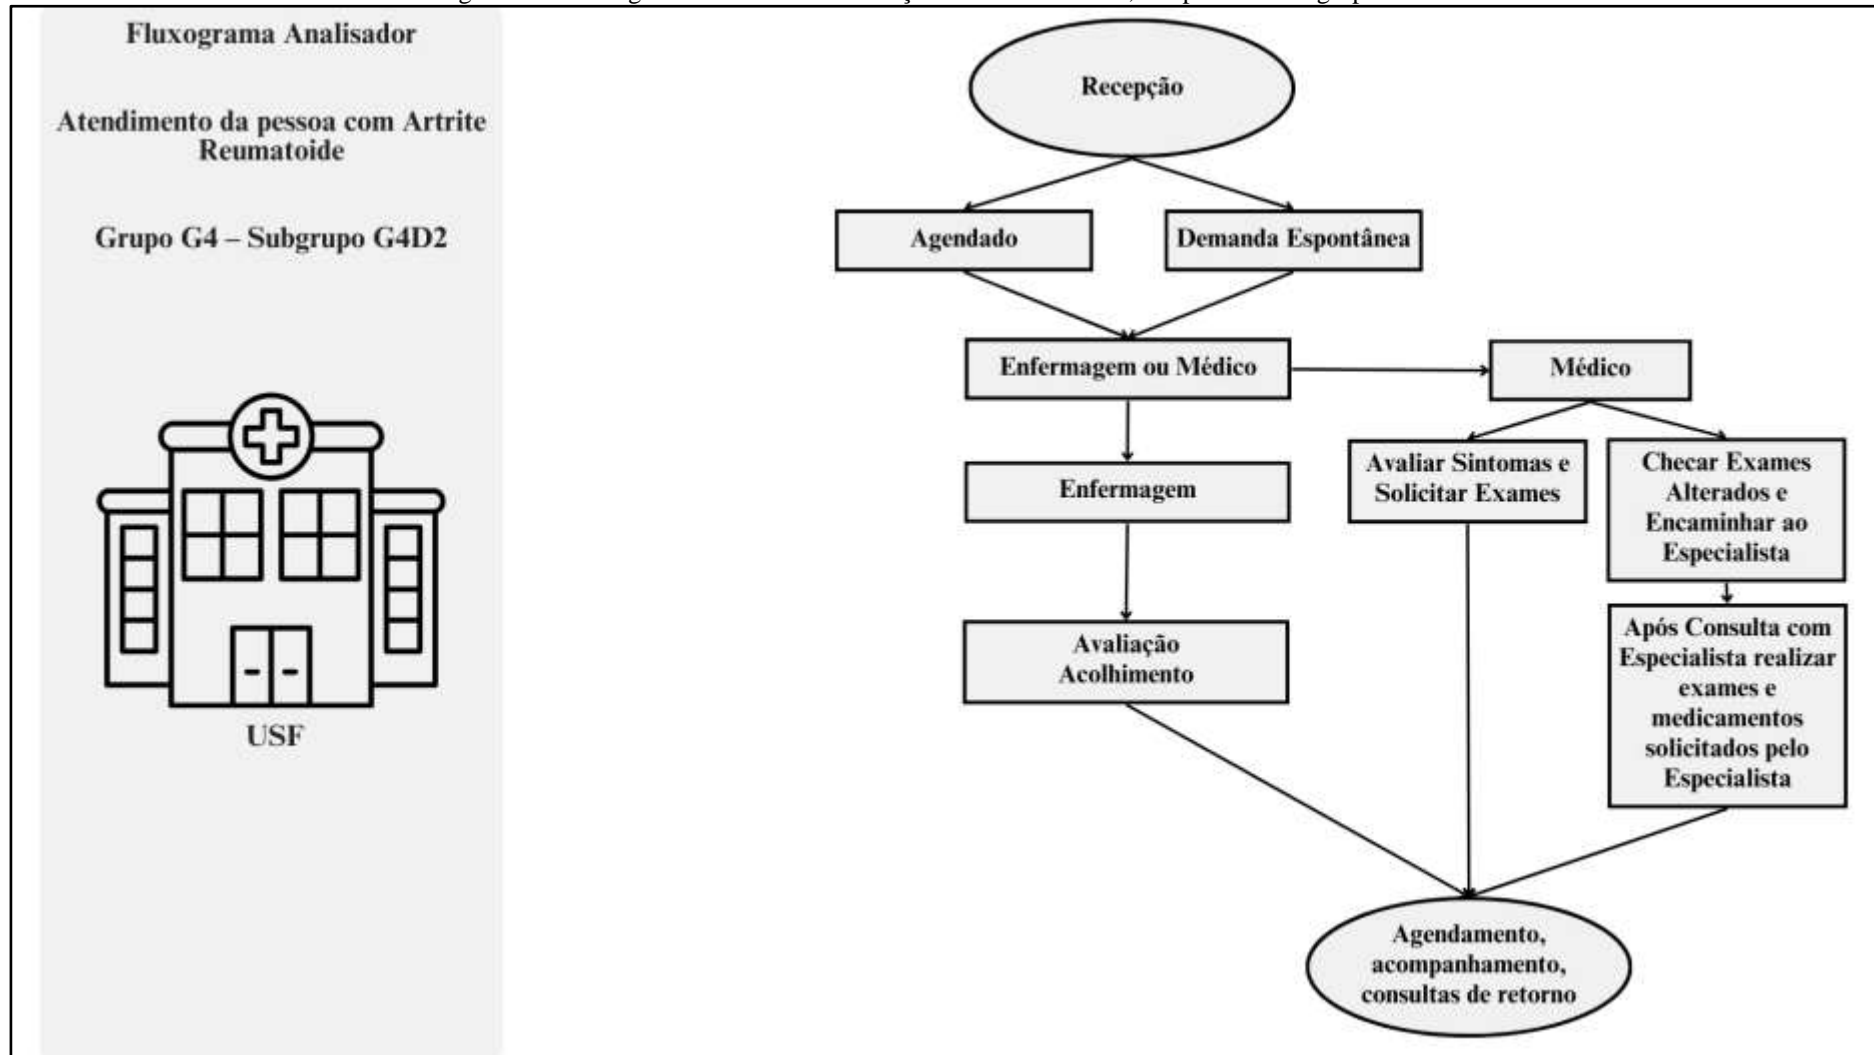 Fluxograma Analisador
Atendimento da pessoa com Artrite
Reumatoide
Grupo G4 – Subgrupo G4D2
USF
Recepção
Agendado
Demanda Espontânea
Enfermagem ou Médico
Médico
Enfermagem
Avaliar Sintomas e
Solicitar Exames
Checar Exames
Alterados e
Encaminhar ao
Especialista
Avaliação
Acolhimento
Após Consulta com
Especialista realizar
exames e
medicamentos
solicitados pelo
Especialista
Agendamento,
acompanhamento,
consultas de retorno